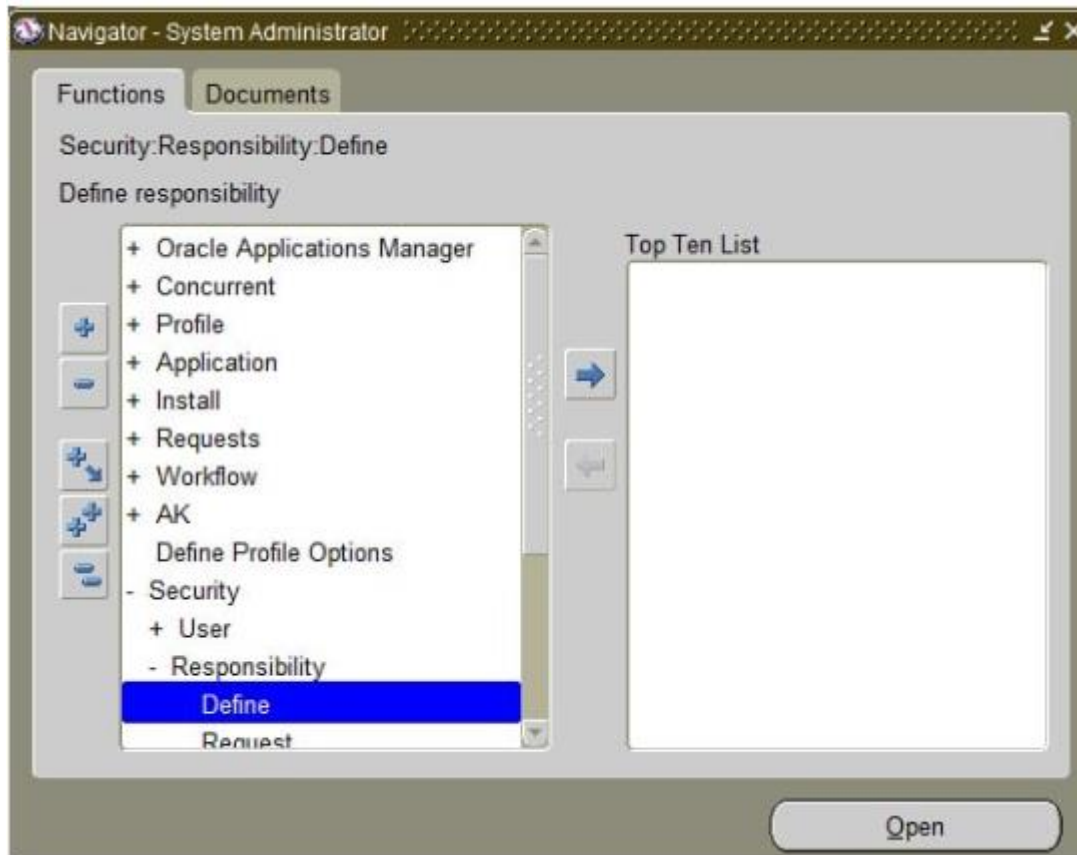 Navigator - System Administrator
Functions
Documents
Security:Responsibility:Define
Define responsibility
+ Oracle Applications Manager
+ Concurrent
+ Profile
+ Application
+ Install
+ Requests
+ Workflow
+ AK
Define Profile Options
- Security
+ User
- Responsibility
Define
Request
Top Ten List
Open